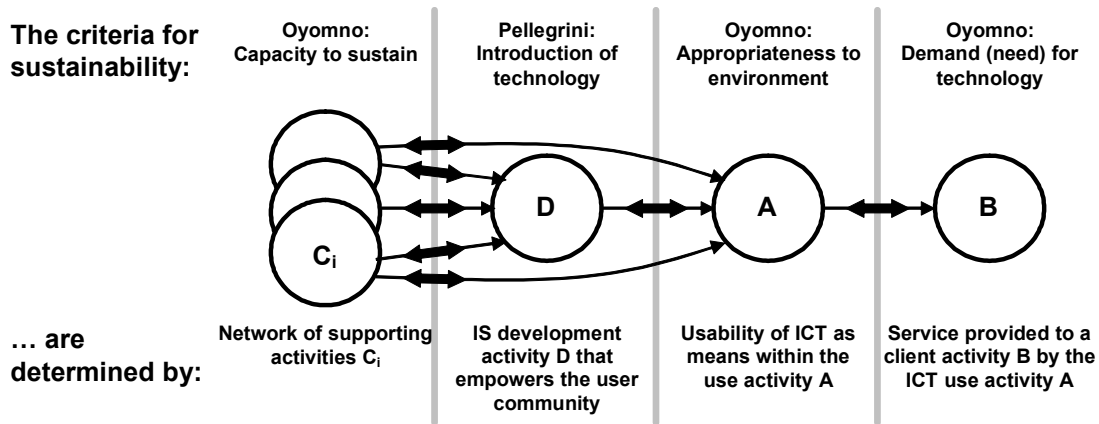 The criteria for
sustainability:
Oyomno:
Capacity to sustain
Pellegrini:
Introduction of
technology
Oyomno:
Appropriateness to
environment
Oyomno:
Demand (need) for
technology
Cᵢ
D
A
B
… are
determined by:
Network of supporting
activities Cᵢ
IS development
activity D that
empowers the user
community
Usability of ICT as
means within the
use activity A
Service provided to a
client activity B by the
ICT use activity A